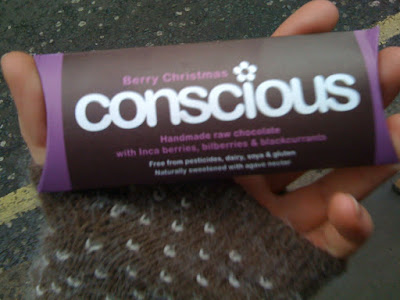 Berry Christmas
conscious
Handmade raw chocolate
with Inca berries, bilberries & blackcurrants
Free from pesticides, dairy, soya & gluten
Naturally sweetened with agave nectar